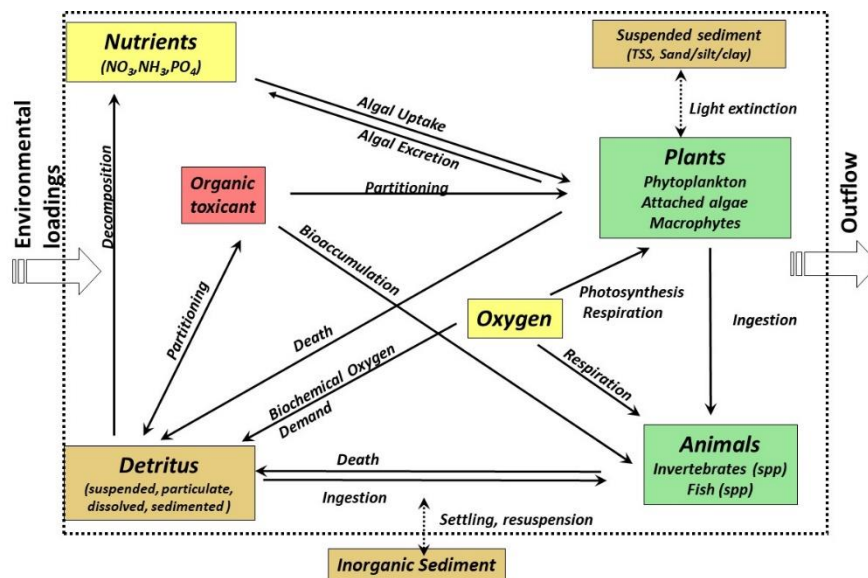 Nutrients
(NO3,NH3,PO4)
Suspended sediment
(TSS, Sand/silt/clay)
Light extinction
Algal Uptake
Algal Excretion
Plants
Phytoplankton
Attached algae
Macrophytes
Environmental
loadings
Decomposition
Organic
toxicant
Partitioning
Outflow
Bioaccumulation
Partitioning
Oxygen
Photosynthesis
Respiration
Ingestion
Death
Respiration
Biochemical Oxygen
Demand
Detritus
(suspended, particulate,
dissolved, sedimented )
Death
Ingestion
Animals
Invertebrates (spp)
Fish (spp)
Settling, resuspension
Inorganic Sediment